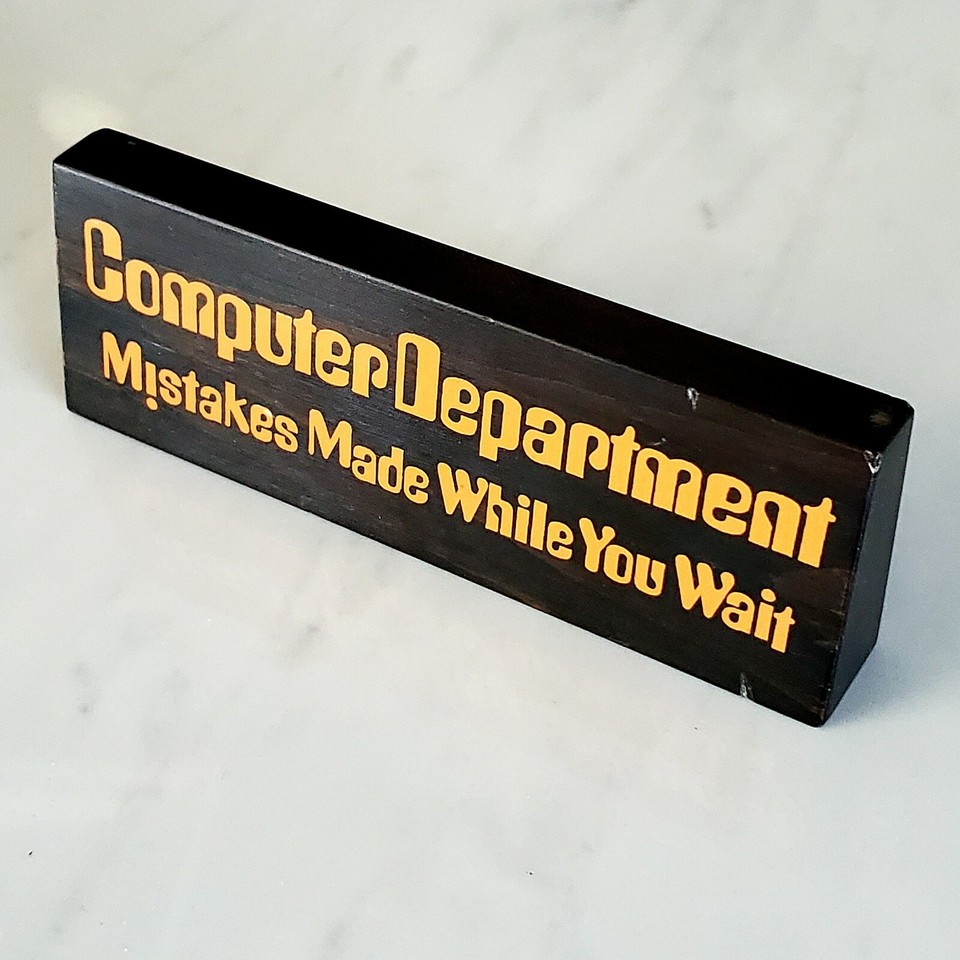 Computer Department
Mistakes Made While You Wait